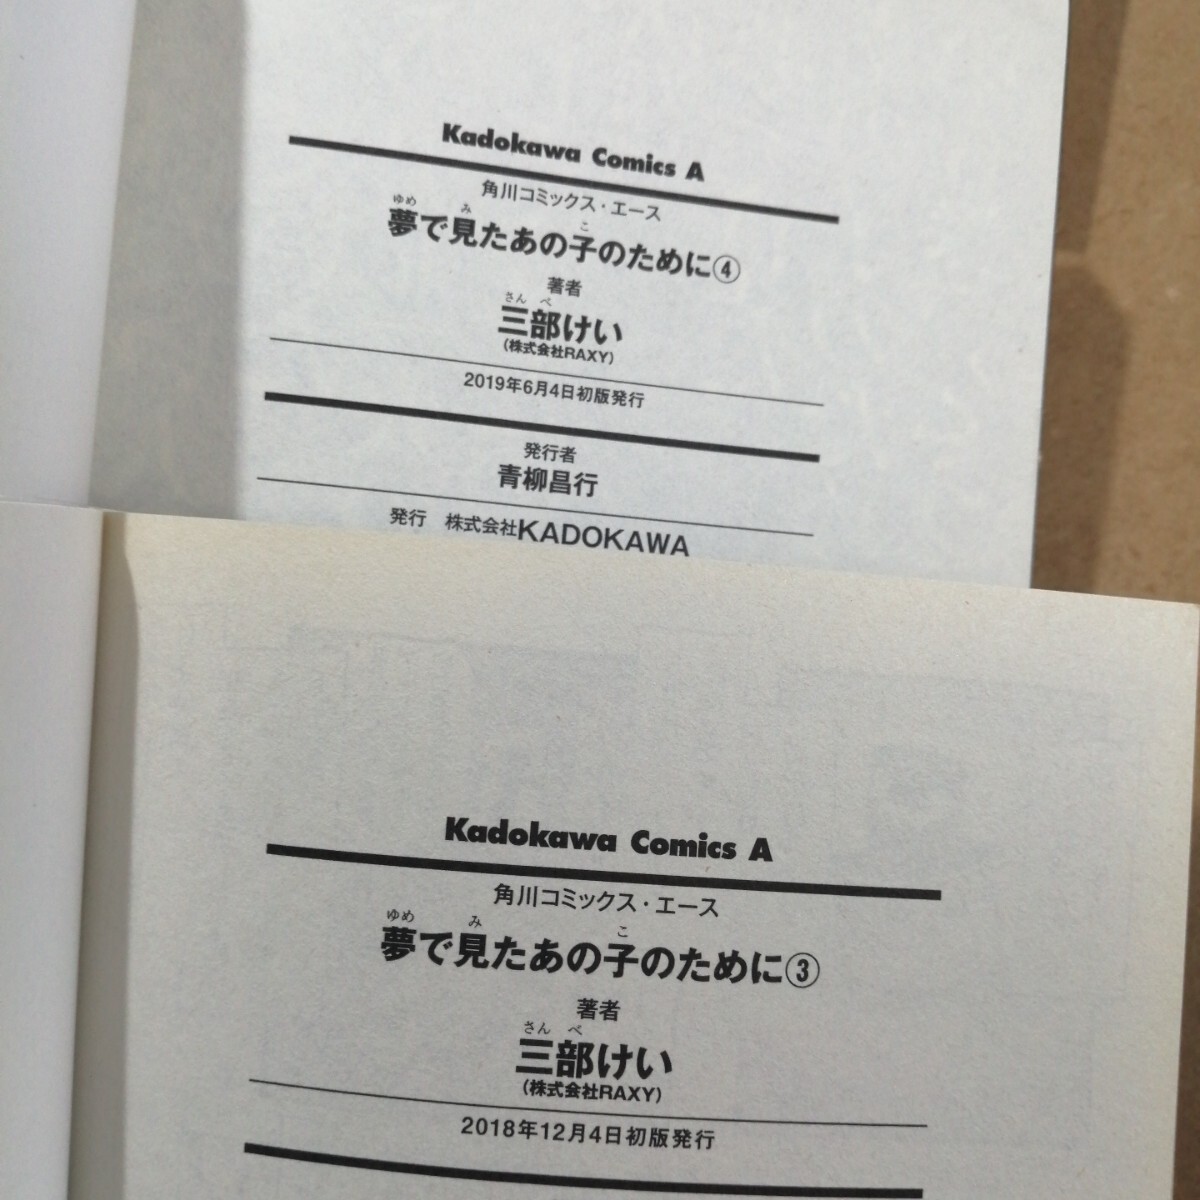 Kadokawa Comics A
角川コミックス・エース
ゆめ み こ
夢で見たあの子のために④
著者
さん べ
三部けい
(株式会社RAXY)
2019年6月4日初版発行
発行者
青柳昌行
発行 株式会社KADOKAWA
Kadokawa Comics A
角川コミックス・エース
ゆめ み こ
夢で見たあの子のために③
著者
さん べ
三部けい
(株式会社RAXY)
2018年12月4日初版発行